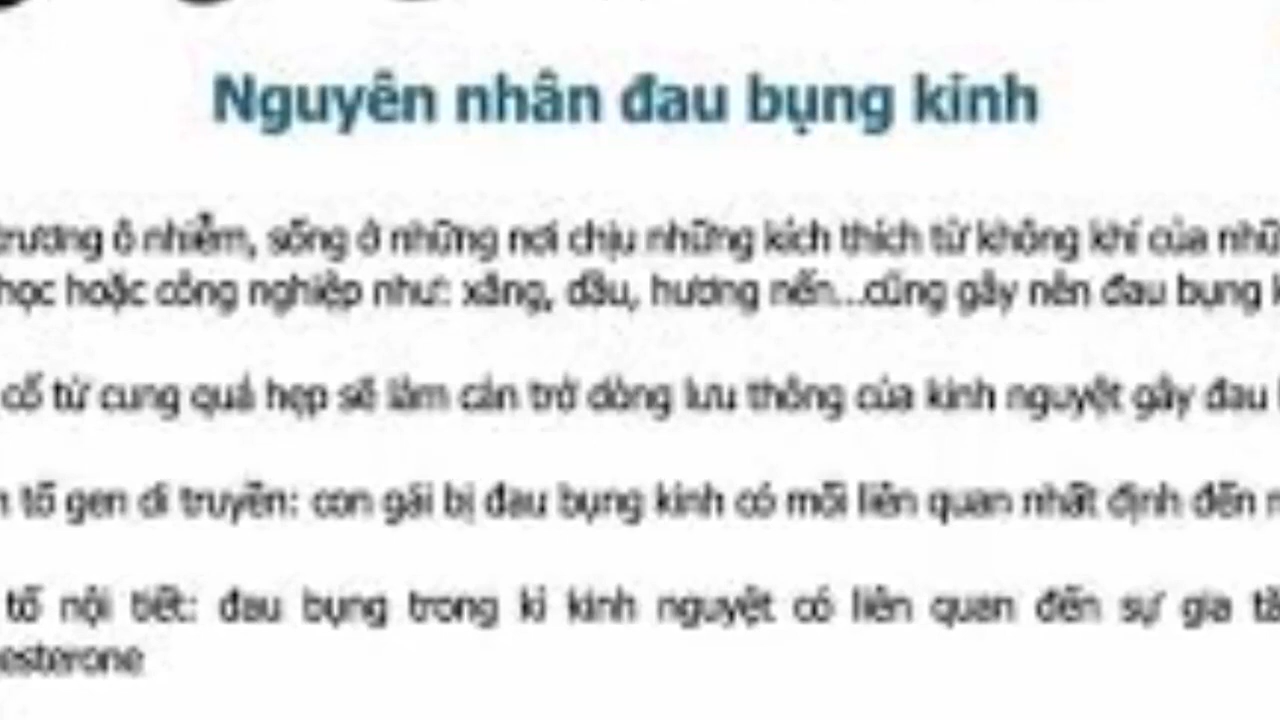 Nguyên nhân đau bụng kinh
trường ô nhiễm, sống ở những nơi chịu những kích thích từ không khí của
học hoặc công nghiệp như: xăng, dầu, hương nến...cũng gây nên đau bụng
cổ tử cung quá hẹp sẽ làm cản trở dòng lưu thông của kinh nguyệt gây đau
tố gen di truyền: con gái bị đau bụng kinh có mối liên quan nhất định đến
tố nội tiết: đau bụng trong kì kinh nguyệt có liên quan đến sự gia
esterone